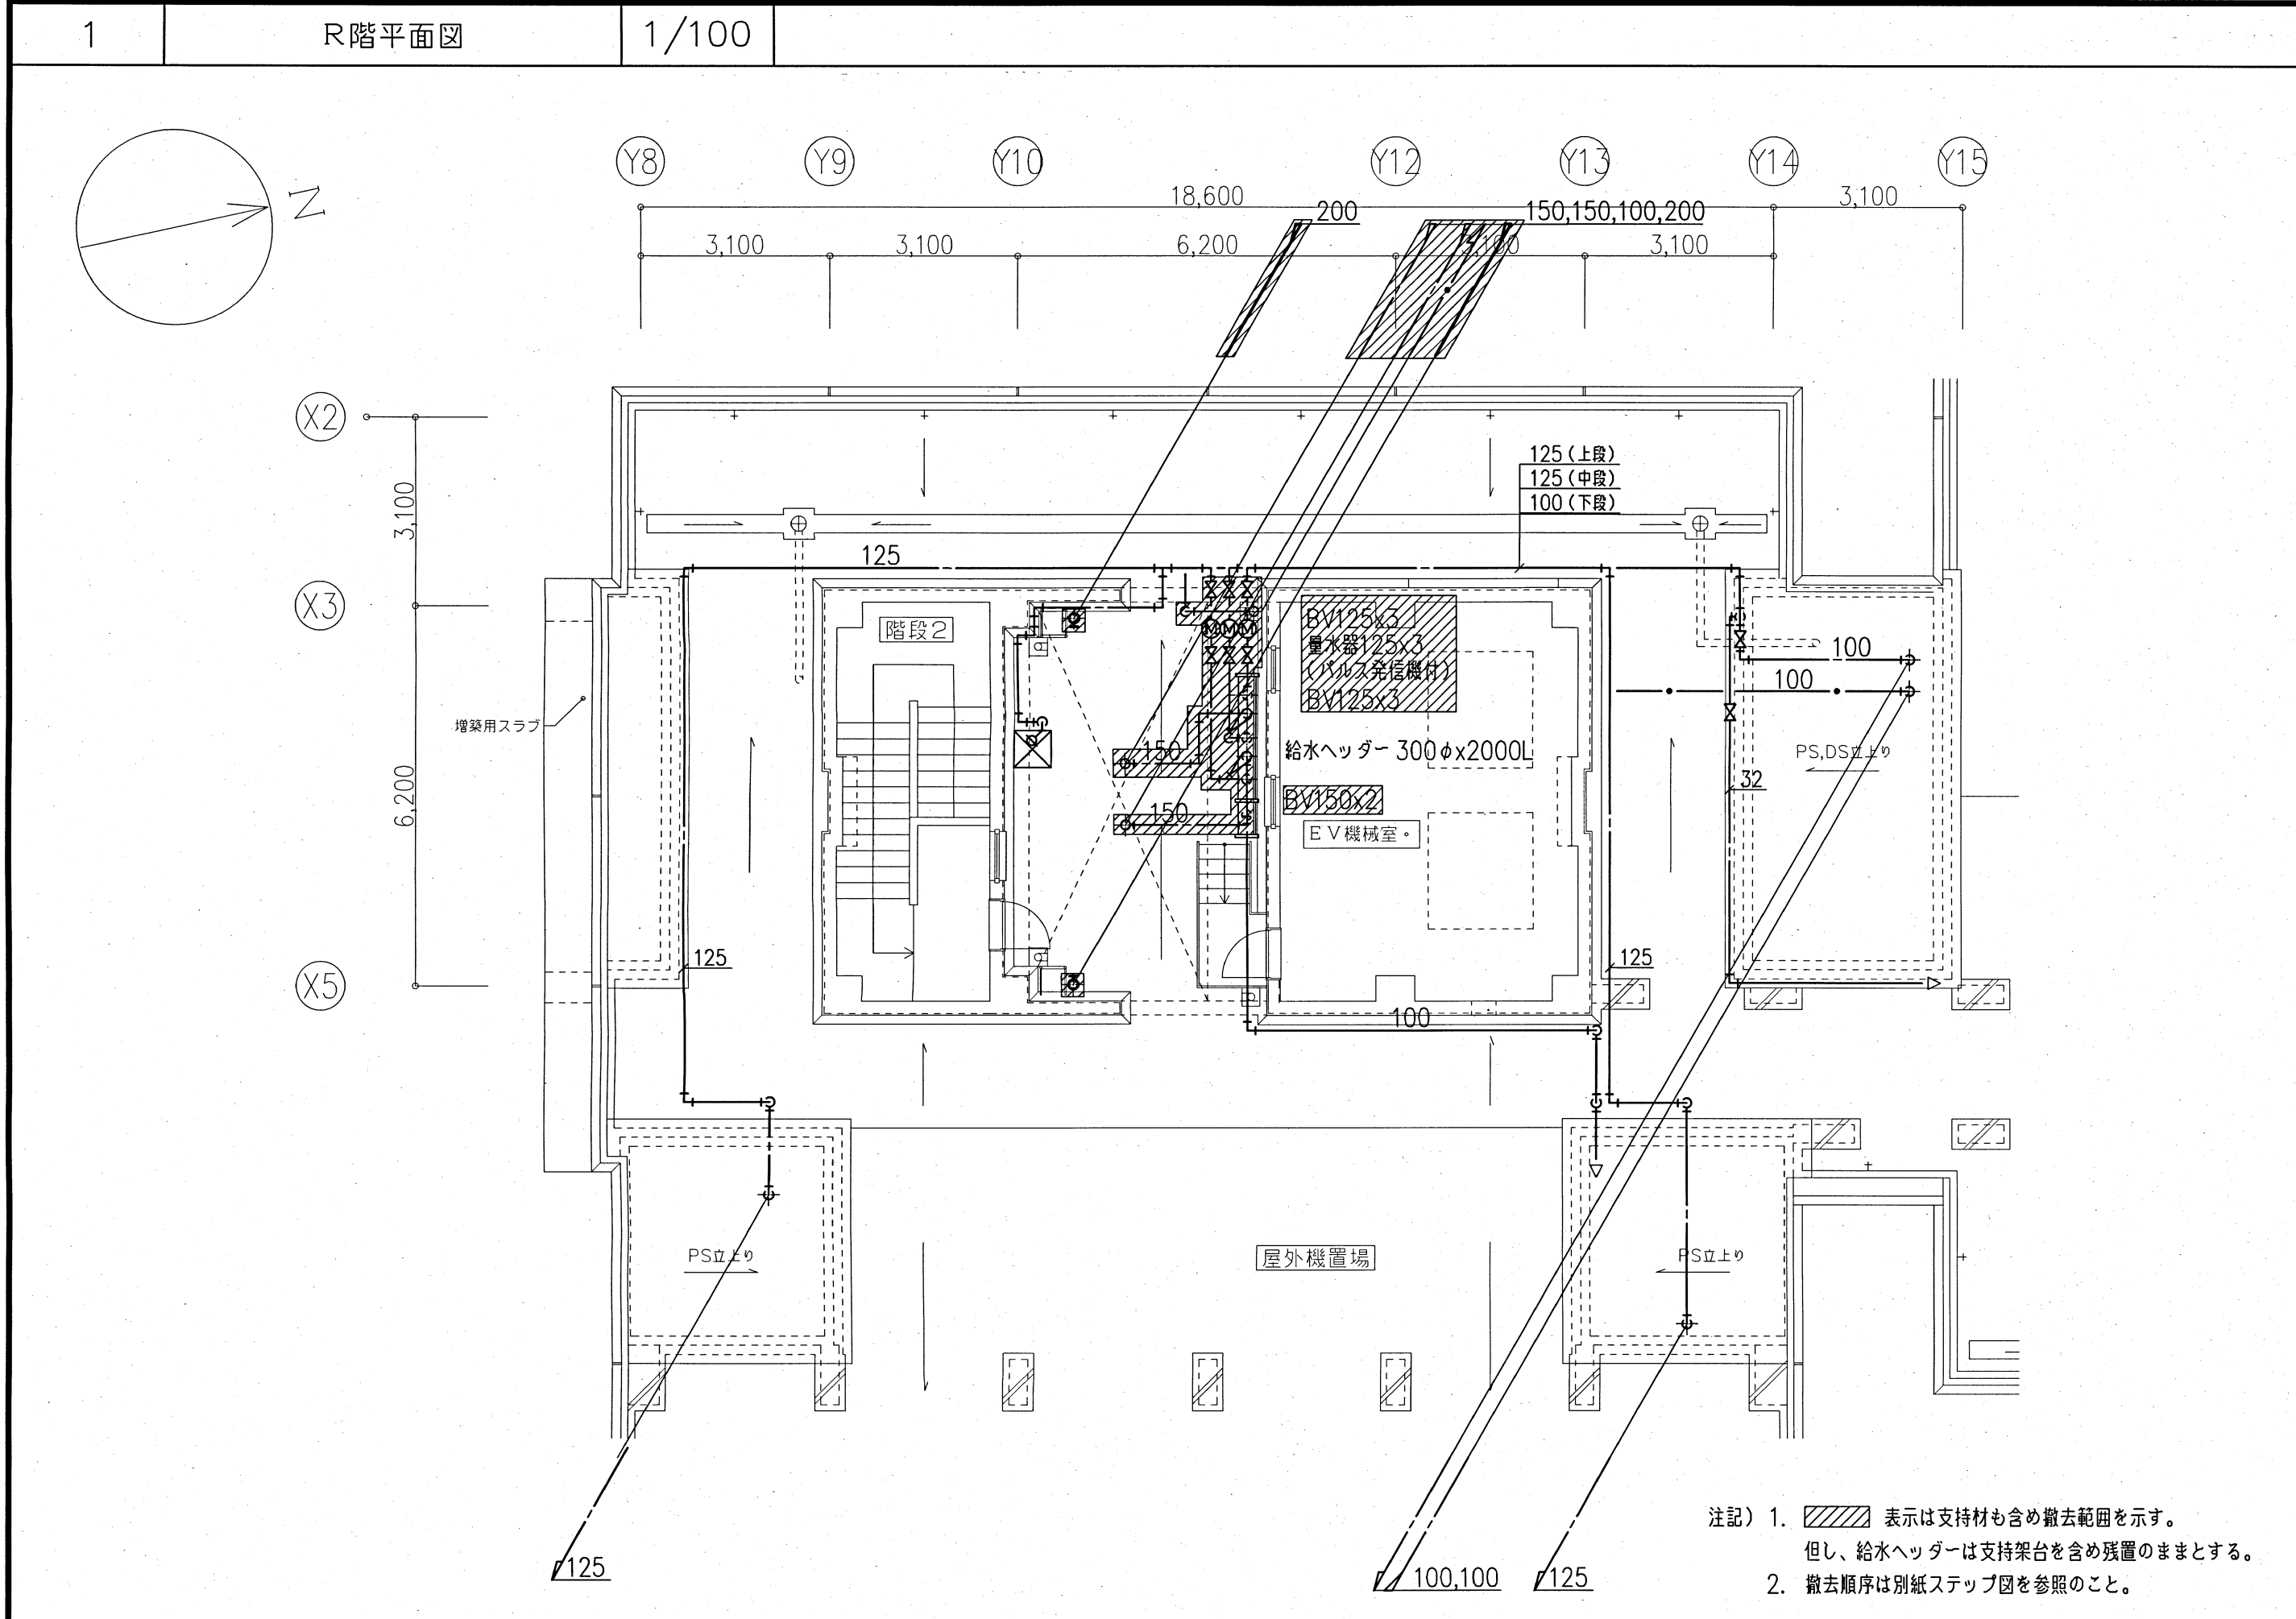 1 R階平面図 1/100
N
Y8 Y9 Y10 Y12 Y13 Y14 Y15
18,600 3,100
200 150,150,100,200
3,100 3,100 6,200 3,100 3,100
X2
3,100
X3
6,200
X5
125(上段)
125(中段)
100(下段)
125
階段2
BV125x3
量水器125x3
(パルス発信機付)
BV125x3
M M M
100
100
増築用スラブ
150
給水ヘッダー 300φx2000L
PS,DS立上り
32
BV150x2
150
EV機械室
125
125
100
PS立上り
屋外機置場
PS立上り
125
100,100
125
注記) 1. 表示は支持材も含め撤去範囲を示す。
但し、給水ヘッダーは支持架台を含め残置のままとする。
2. 撤去順序は別紙ステップ図を参照のこと。